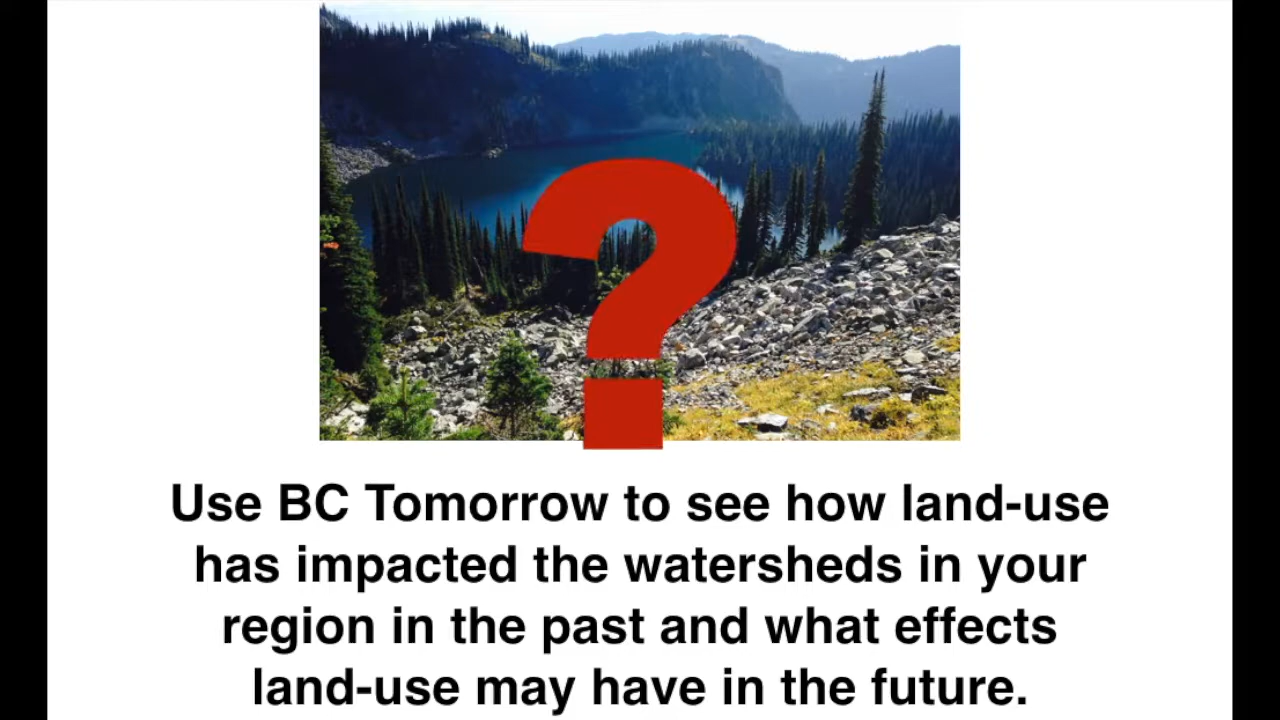 ?
Use BC Tomorrow to see how land-use
has impacted the watersheds in your
region in the past and what effects
land-use may have in the future.